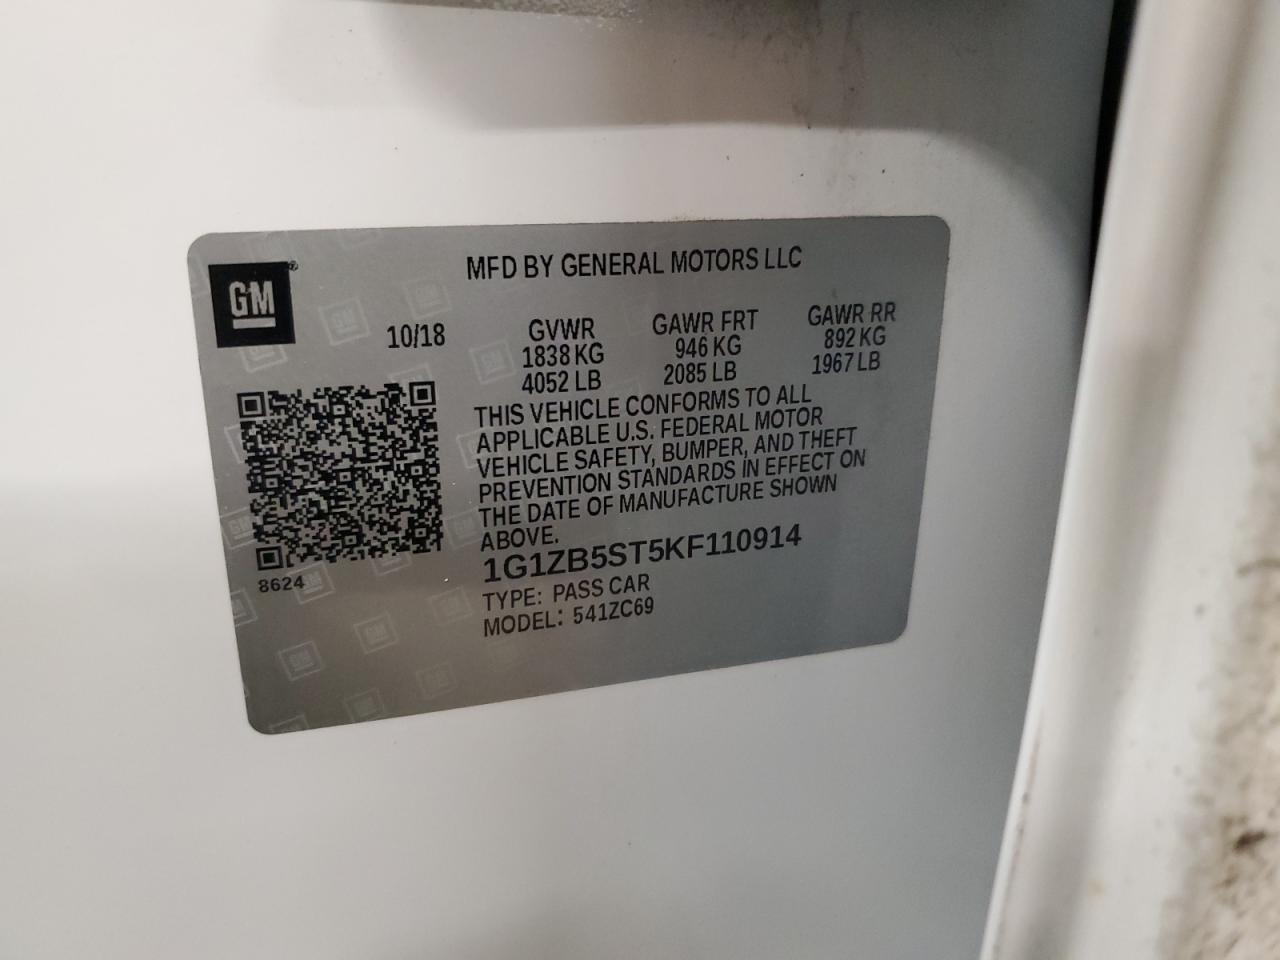 MFD BY GENERAL MOTORS LLC
GM®
10/18
GVWR GAWR FRT GAWR RR
1838 KG 946 KG 892 KG
4052 LB 2085 LB 1967 LB
THIS VEHICLE CONFORMS TO ALL
APPLICABLE U.S. FEDERAL MOTOR
VEHICLE SAFETY, BUMPER, AND THEFT
PREVENTION STANDARDS IN EFFECT ON
THE DATE OF MANUFACTURE SHOWN
ABOVE.
1G1ZB5ST5KF110914
8624
TYPE: PASS CAR
MODEL: 541ZC69